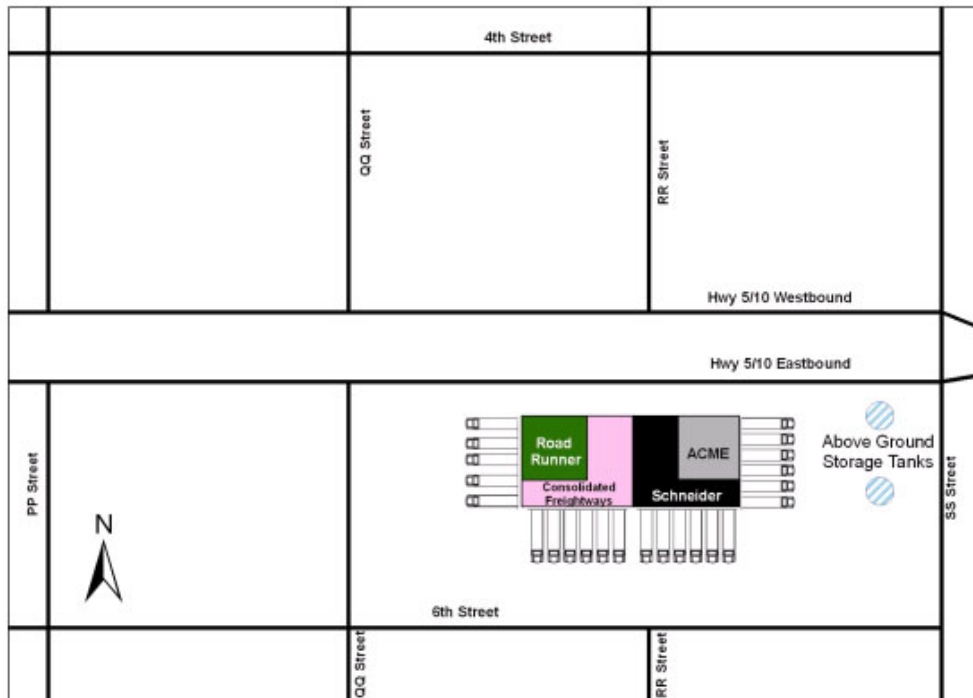 4th Street
QQ Street
RR Street
Hwy 5/10 Westbound
Hwy 5/10 Eastbound
Road
Runner
ACME
Consolidated
Freightways
Schneider
Above Ground
Storage Tanks
PP Street
SS Street
N
6th Street
QQ Street
RR Street